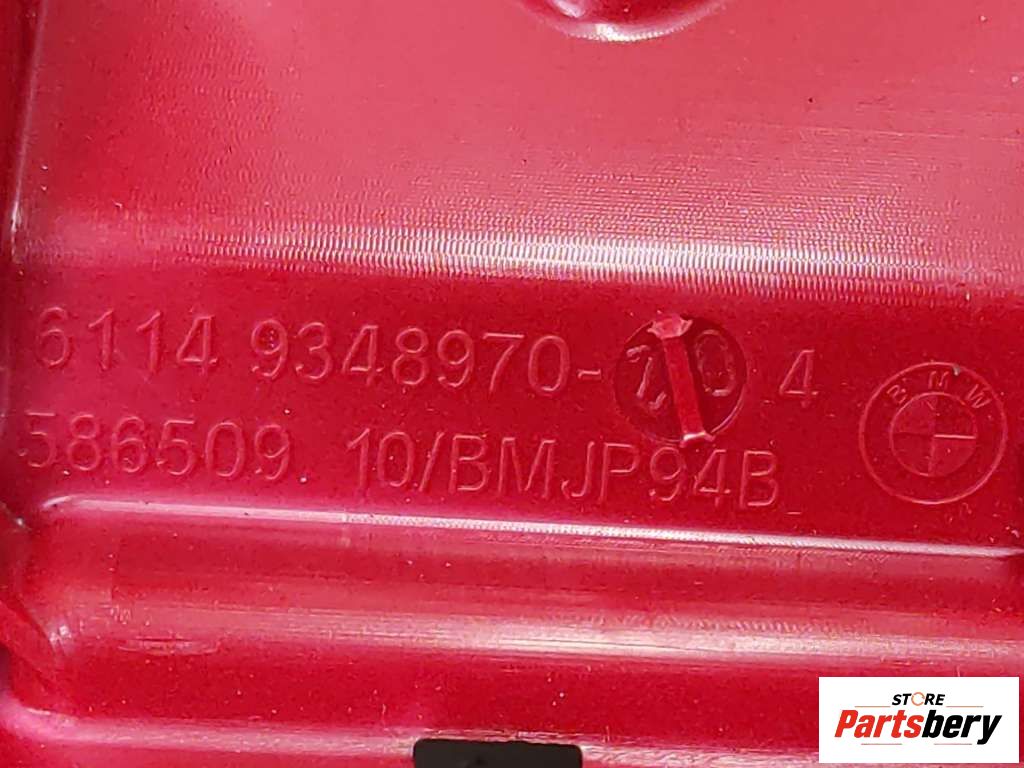 6114 9348970- 4
586509 10/BMJP94B
BMW
STORE
Partsbery